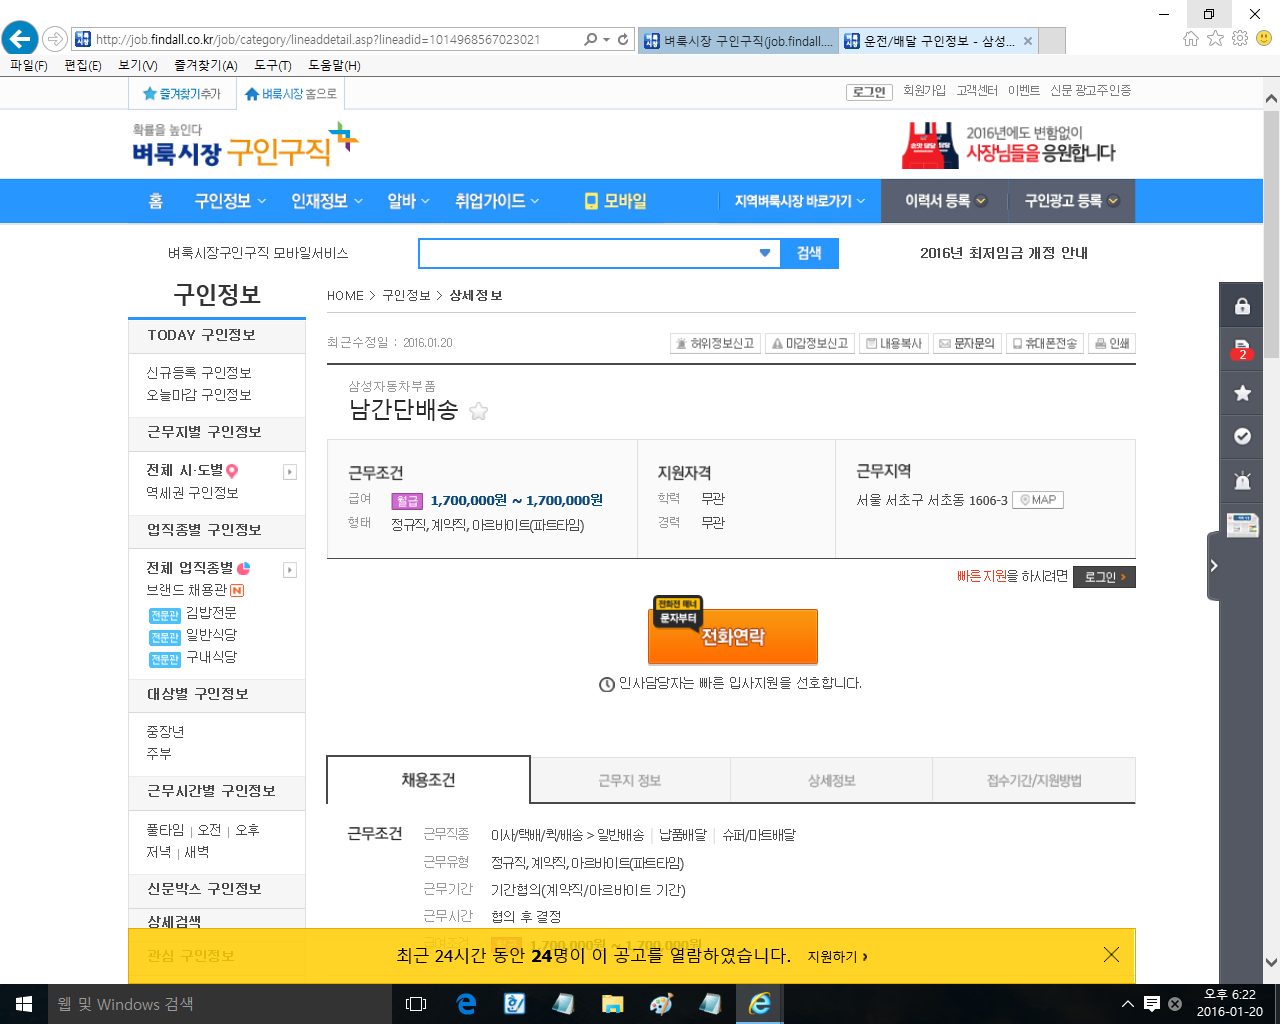 http://job.findall.co.kr/job/category/lineaddetail.asp?lineadid=1014968567023021
벼룩시장 구인구직(job.findall....
운전/배달 구인정보 - 삼성...
파일(F) 편집(E) 보기(V) 즐겨찾기(A) 도구(T) 도움말(H)
즐겨찾기추가 벼룩시장 홈으로
로그인 회원가입 고객센터 이벤트 신문 광고주인증
확률을 높인다
벼룩시장 구인구직
2016년에도 변함없이
사장님들을 응원합니다
홈 구인정보 인재정보 알바 취업가이드 모바일 지역벼룩시장 바로가기 이력서 등록 구인광고 등록
벼룩시장구인구직 모바일서비스
검색
2016년 최저임금 개정 안내
구인정보
TODAY 구인정보
신규등록 구인정보
오늘마감 구인정보
근무지별 구인정보
전체 시·도별
역세권 구인정보
업직종별 구인정보
전체 업직종별
브랜드 채용관 N
전문관 김밥전문
전문관 일반식당
전문관 구내식당
대상별 구인정보
중장년
주부
근무시간별 구인정보
풀타임 | 오전 | 오후
저녁 | 새벽
신문박스 구인정보
상세검색
관심 구인정보
HOME > 구인정보 > 상세정보
최근수정일 : 2016.01.20
허위정보신고 마감정보신고 내용복사 문자문의 휴대폰전송 인쇄
삼성자동차부품
남간단배송
근무조건
급여 월급 1,700,000원 ~ 1,700,000원
형태 정규직, 계약직, 아르바이트(파트타임)
지원자격
학력 무관
경력 무관
근무지역
서울 서초구 서초동 1606-3 MAP
빠른 지원을 하시려면 로그인 >
전화전 매너
문자부터
전화연락
인사담당자는 빠른 입사지원을 선호합니다.
채용조건 근무지 정보 상세정보 접수기간/지원방법
근무조건
근무직종 이사/택배/퀵/배송 > 일반배송 | 납품배달 | 슈퍼/마트배달
근무유형 정규직, 계약직, 아르바이트(파트타임)
근무기간 기간협의(계약직/아르바이트 기간)
근무시간 협의 후 결정
급여조건 월급 1,700,000원 ~ 1,700,000원
최근 24시간 동안 24명이 이 공고를 열람하였습니다. 지원하기 ›
2
웹 및 Windows 검색
오후 6:22
2016-01-20